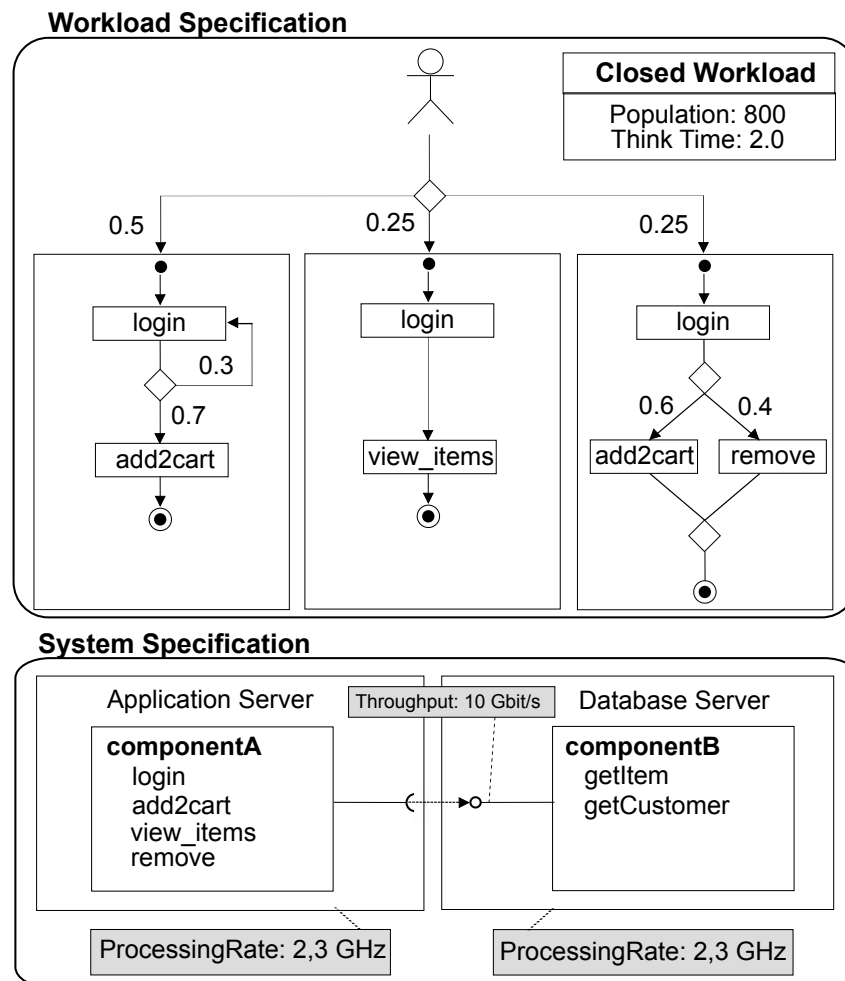 Workload Specification
Closed Workload
Population: 800
Think Time: 2.0
0.5
0.25
0.25
login
0.3
0.7
add2cart
login
view_items
login
0.6
0.4
add2cart
remove
System Specification
Application Server
Throughput: 10 Gbit/s
Database Server
componentA
login
add2cart
view_items
remove
componentB
getItem
getCustomer
ProcessingRate: 2,3 GHz
ProcessingRate: 2,3 GHz